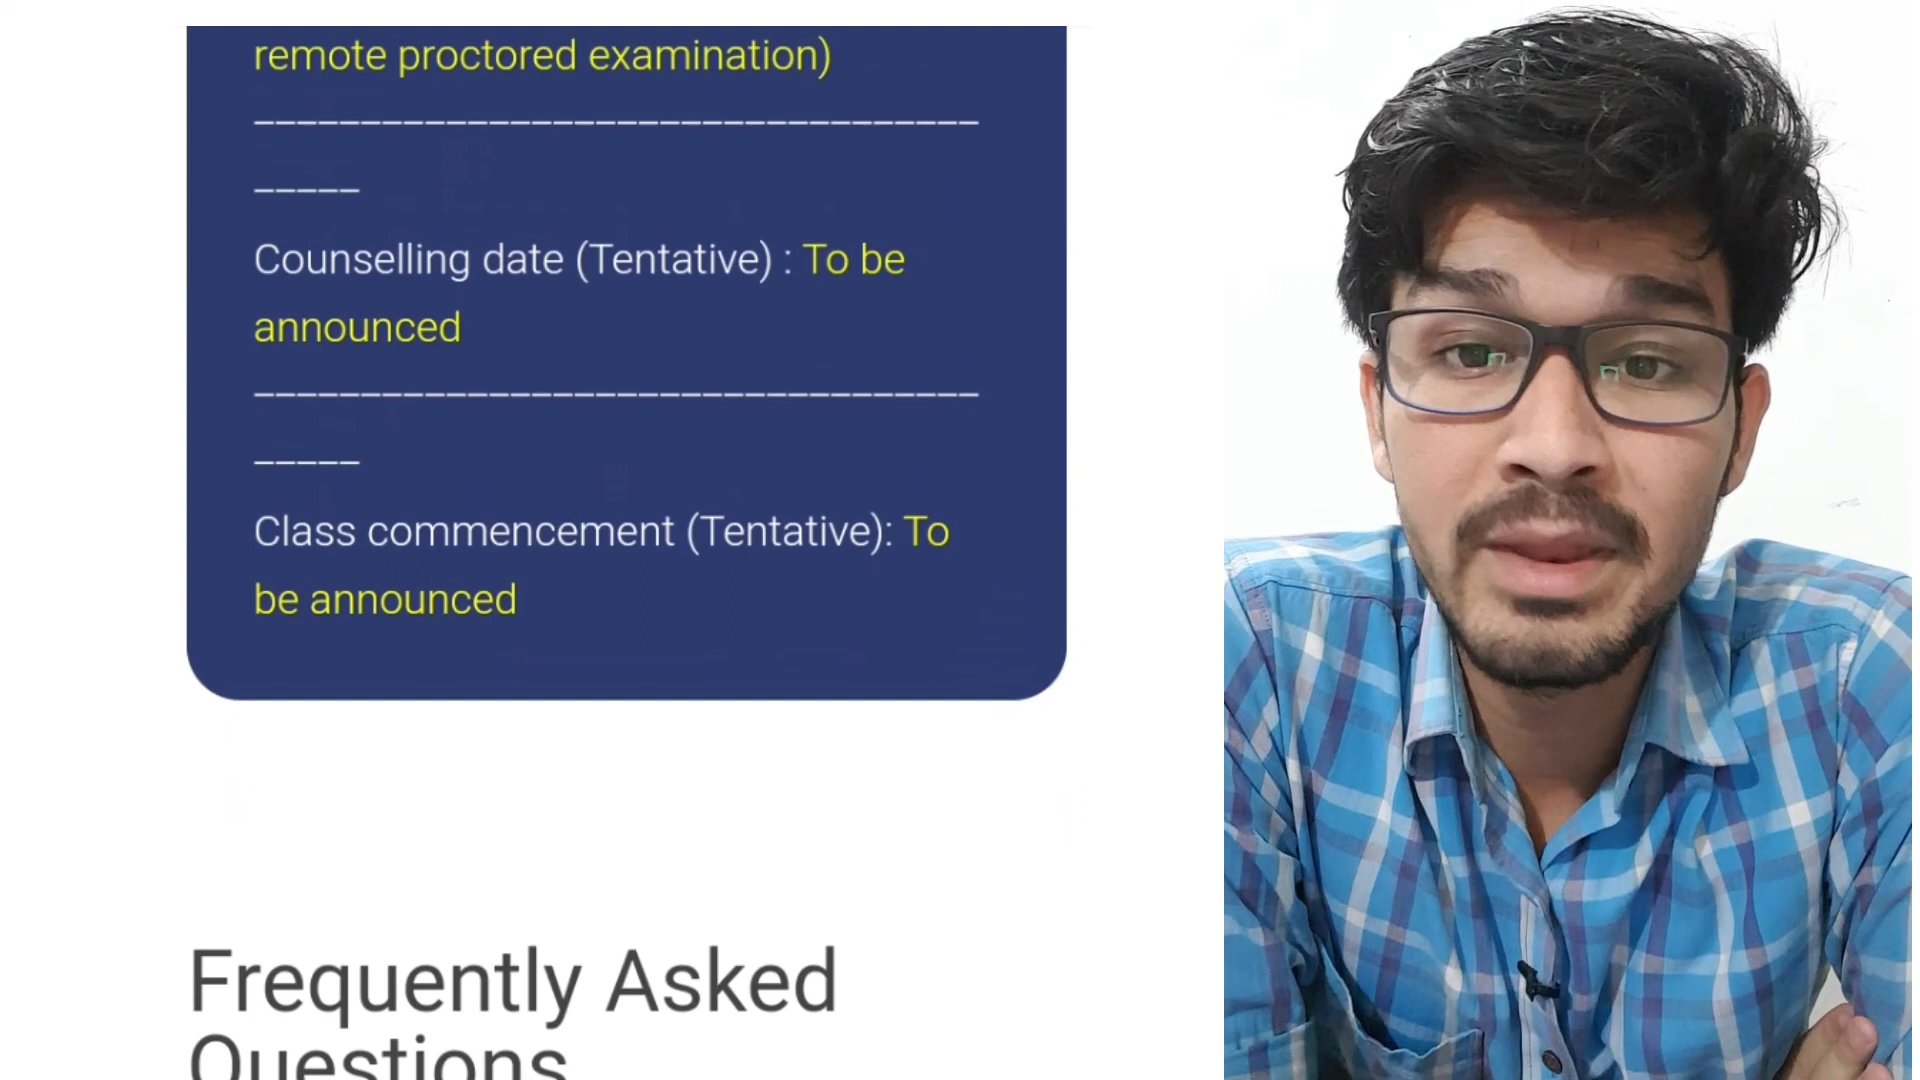 remote proctored examination)
----------------------------------
-----
Counselling date (Tentative) : To be
announced
----------------------------------
-----
Class commencement (Tentative): To
be announced
Frequently Asked
Questions